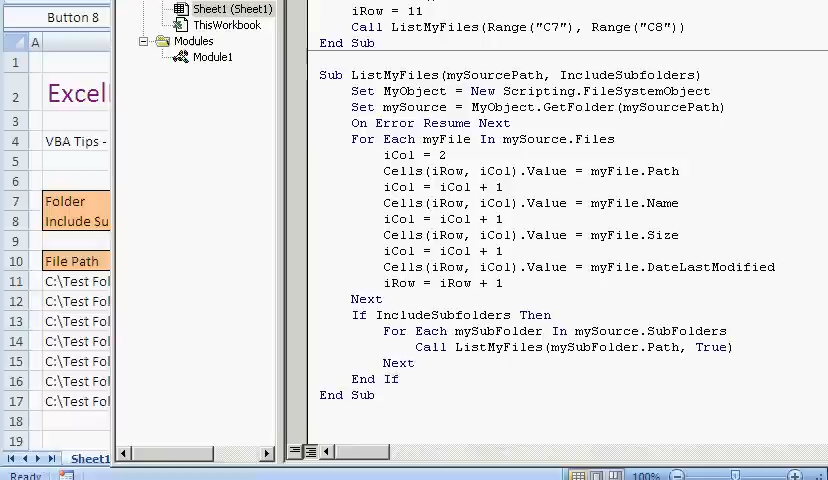 Button 8
Sheet1 (Sheet1)
ThisWorkbook
Modules
Module1
A
1
2
3
4
5
6
7
8
9
10
11
12
13
14
15
16
17
18
19
Excel
VBA Tips -
Folder
Include Su
File Path
C:\Test Fol
C:\Test Fol
C:\Test Fol
C:\Test Fol
C:\Test Fol
C:\Test Fol
C:\Test Fol
Sheet1
Ready
iRow = 11
Call ListMyFiles(Range("C7"), Range("C8"))
End Sub
Sub ListMyFiles(mySourcePath, IncludeSubfolders)
Set MyObject = New Scripting.FileSystemObject
Set mySource = MyObject.GetFolder(mySourcePath)
On Error Resume Next
For Each myFile In mySource.Files
iCol = 2
Cells(iRow, iCol).Value = myFile.Path
iCol = iCol + 1
Cells(iRow, iCol).Value = myFile.Name
iCol = iCol + 1
Cells(iRow, iCol).Value = myFile.Size
iCol = iCol + 1
Cells(iRow, iCol).Value = myFile.DateLastModified
iRow = iRow + 1
Next
If IncludeSubfolders Then
For Each mySubFolder In mySource.SubFolders
Call ListMyFiles(mySubFolder.Path, True)
Next
End If
End Sub
100%